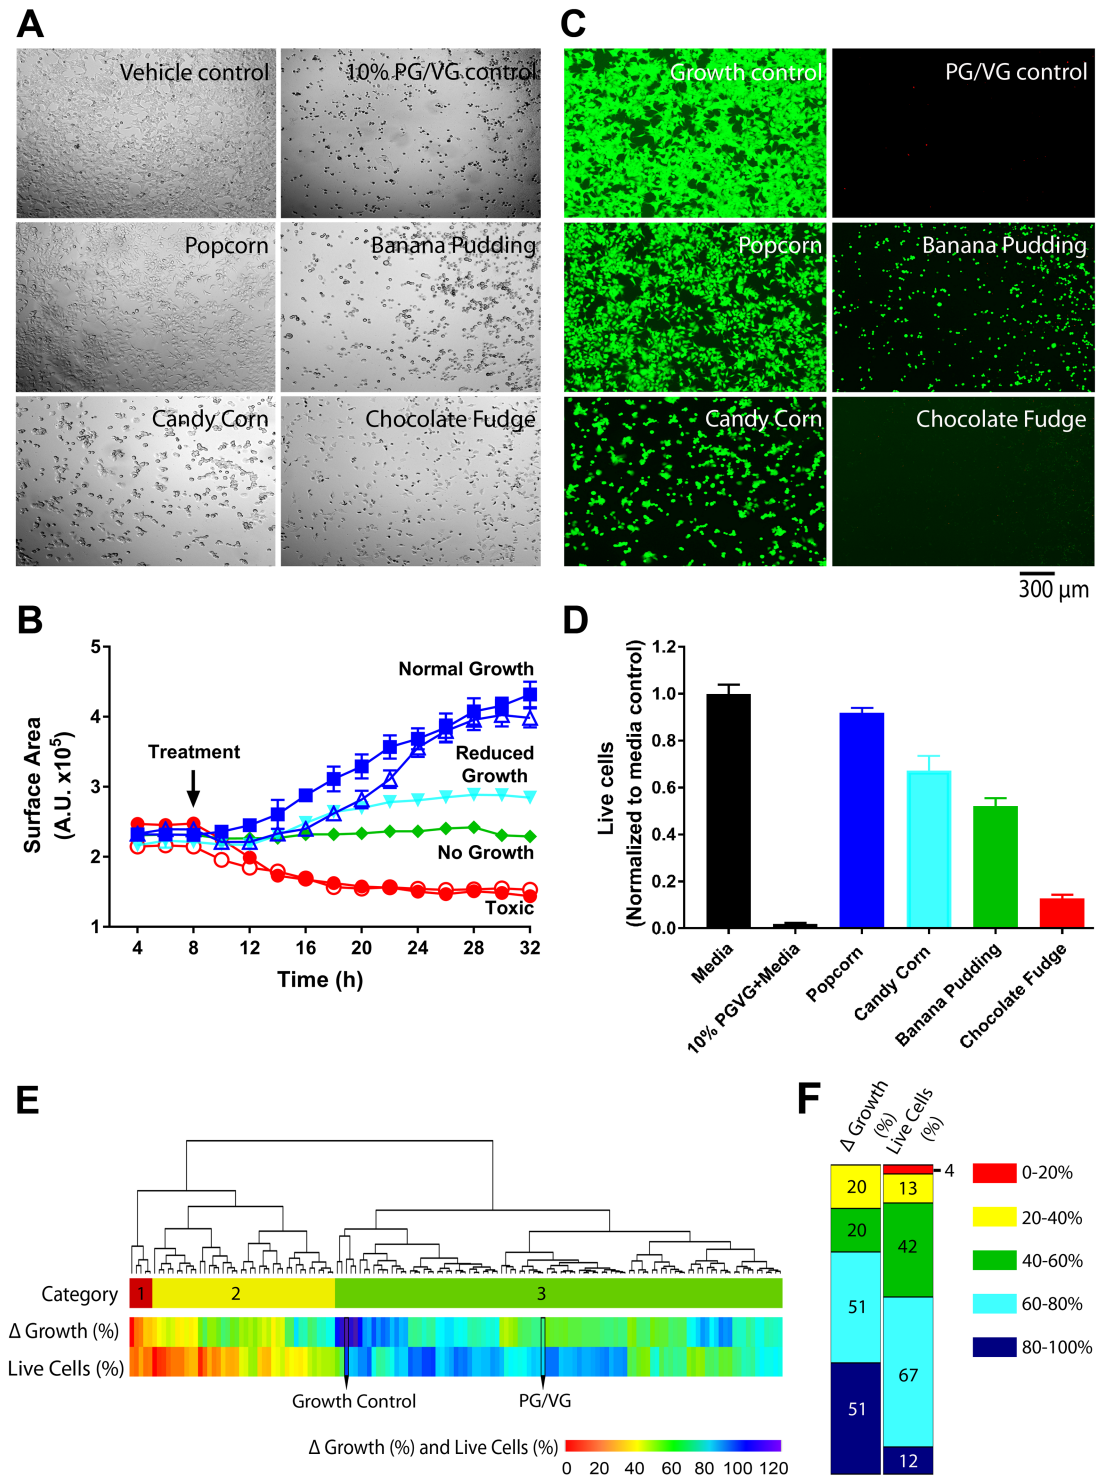 A
Vehicle control
10% PG/VG control
Popcorn
Banana Pudding
Candy Corn
Chocolate Fudge
C
Growth control
PG/VG control
Popcorn
Banana Pudding
Candy Corn
Chocolate Fudge
300 µm
B
Surface Area
(A.U. x10⁵)
5
4
3
2
1
Normal Growth
Treatment
Reduced
Growth
No Growth
Toxic
4 8 12 16 20 24 28 32
Time (h)
D
Live cells
(Normalized to media control)
1.2
1.0
0.8
0.6
0.4
0.2
0.0
Media
10% PGVG+Media
Popcorn
Candy Corn
Banana Pudding
Chocolate Fudge
E
Category
1 2 3
Δ Growth (%)
Live Cells (%)
Growth Control
PG/VG
Δ Growth (%) and Live Cells (%)
0 20 40 60 80 100 120
F
Δ Growth
(%)
Live Cells
(%)
20
20
51
51
4
13
42
67
12
0-20%
20-40%
40-60%
60-80%
80-100%